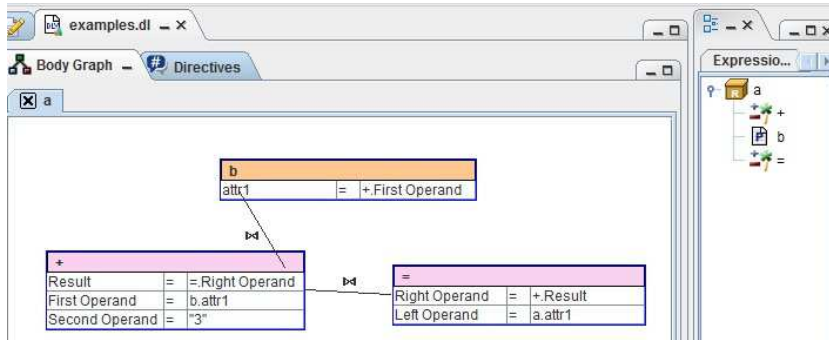 examples.dl
Body Graph
Directives
a
b
attr1 = +.First Operand
+
Result = =.Right Operand
First Operand = b.attr1
Second Operand = "3"
=
Right Operand = +.Result
Left Operand = a.attr1
Expressio...
R a
+
P b
=